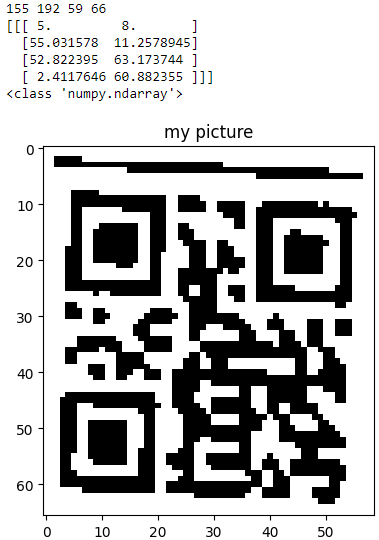 155 192 59 66
[[[ 5.         8.       ]
  [55.031578  11.2578945]
  [52.822395  63.173744 ]
  [ 2.4117646 60.882355 ]]]
<class 'numpy.ndarray'>
my picture
0
10
20
30
40
50
60
0 10 20 30 40 50